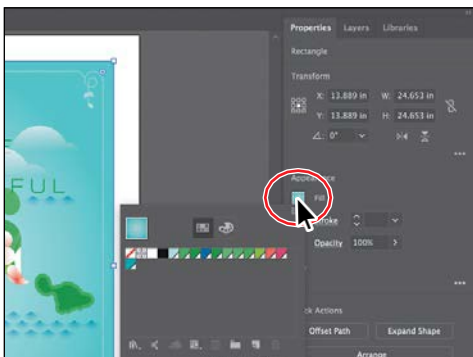 Properties Layers Libraries
Rectangle
Transform
X: 13.889 in W: 24.653 in
Y: 13.889 in H: 24.653 in
0°
Appearance
Fill
Stroke
Opacity 100%
FUL
Actions
Offset Path Expand Shape
Arrange